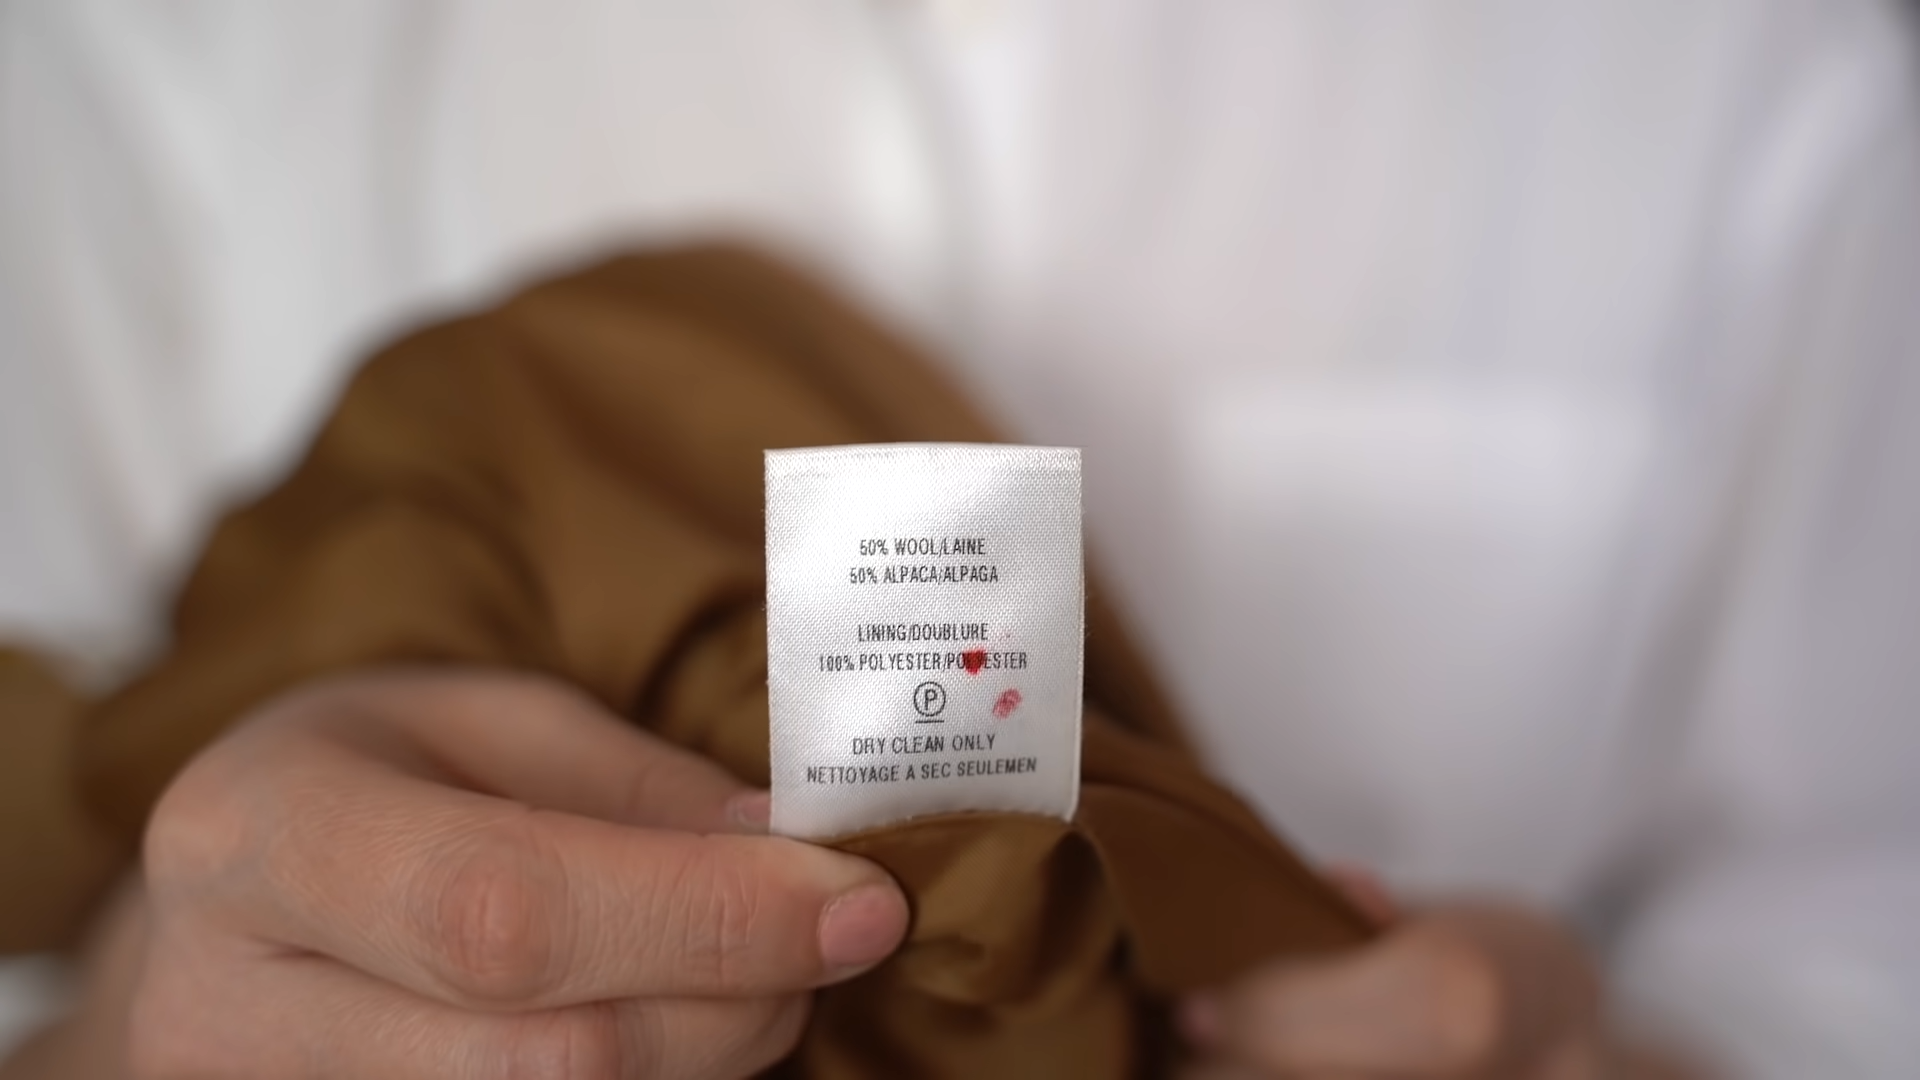 50% WOOL/LAINE
50% ALPACA/ALPAGA
LINING/DOUBLURE
100% POLYESTER/POLYESTER
P
DRY CLEAN ONLY
NETTOYAGE A SEC SEULEMEN